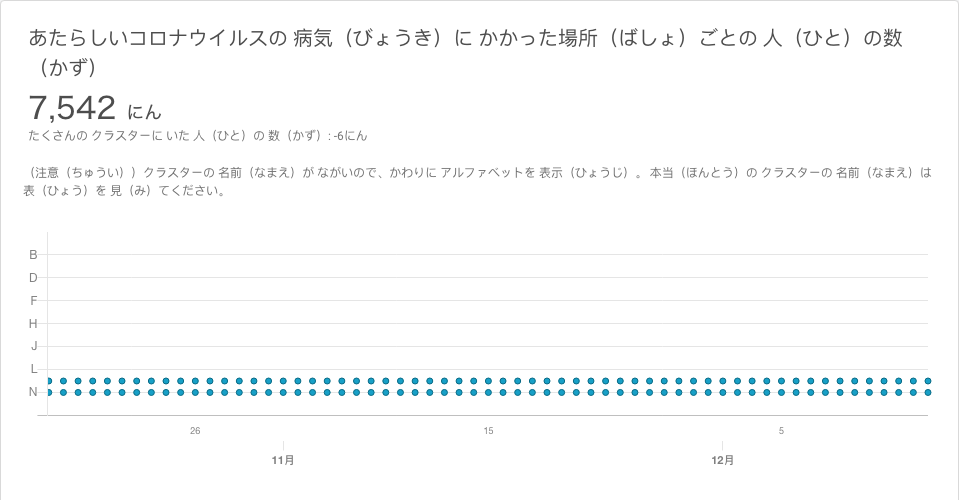 あたらしいコロナウイルスの 病気（びょうき）に かかった場所（ばしょ）ごとの 人（ひと）の数
（かず）
7,542 にん
たくさんの クラスターに いた 人（ひと）の 数（かず）: -6にん
（注意（ちゅうい））クラスターの 名前（なまえ）が ながいので、かわりに アルファベットを 表示（ひょうじ）。 本当（ほんとう）の クラスターの 名前（なまえ）は
表（ひょう）を 見（み）てください。
B
D
F
H
J
L
N
26 15 5
11月 12月